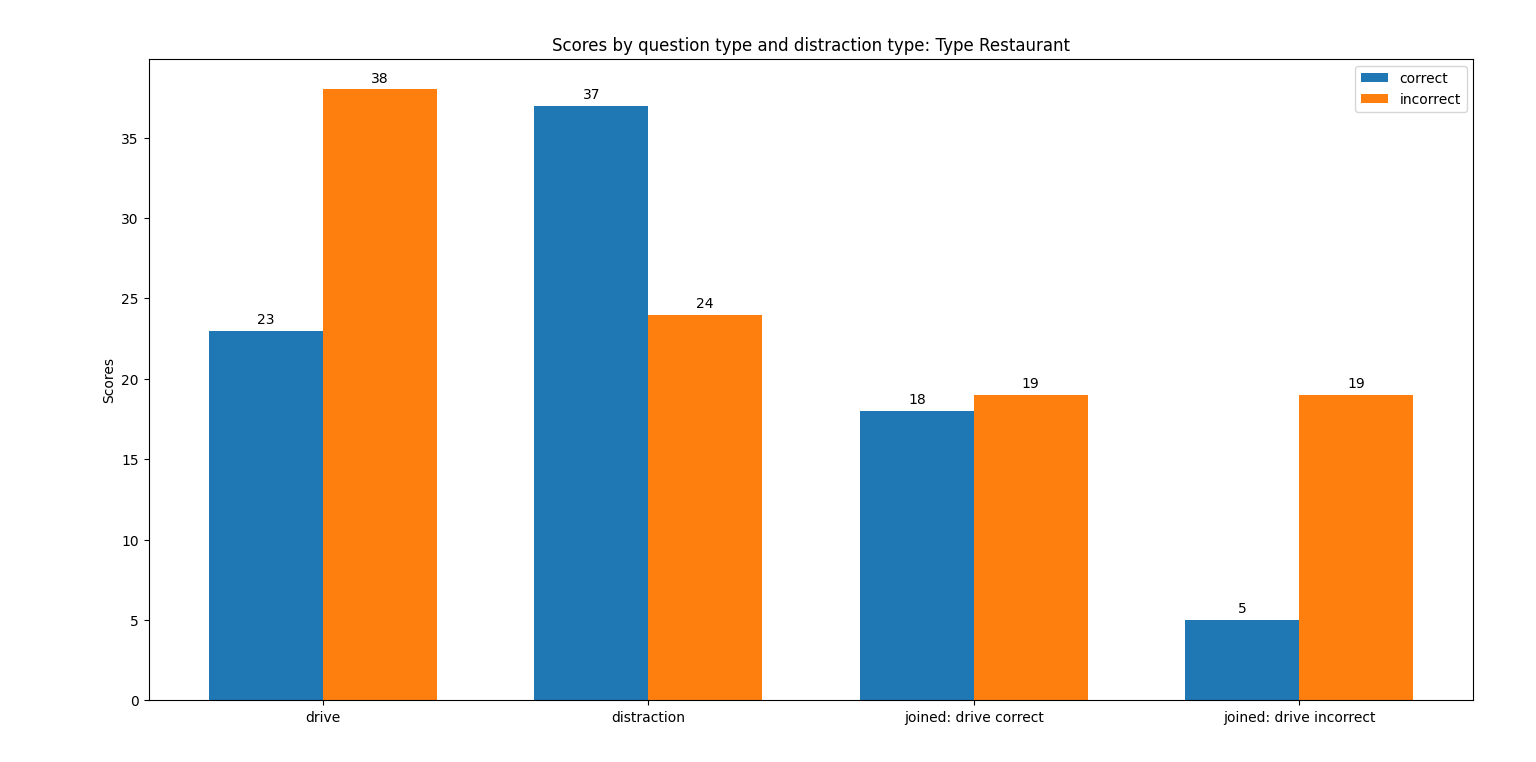 Scores by question type and distraction type: Type Restaurant
correct
incorrect
38
37
35
30
25
24
23
Scores
20
19
19
18
15
10
5
5
0
drive
distraction
joined: drive correct
joined: drive incorrect